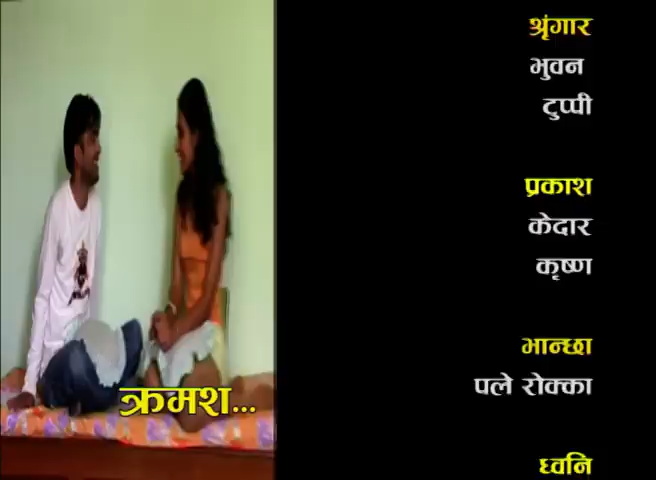 श्रृंगार
भुवन
टुप्पी
प्रकाश
केदार
कृष्ण
भान्छा
पले रोक्का
ध्वनि
क्रमश...